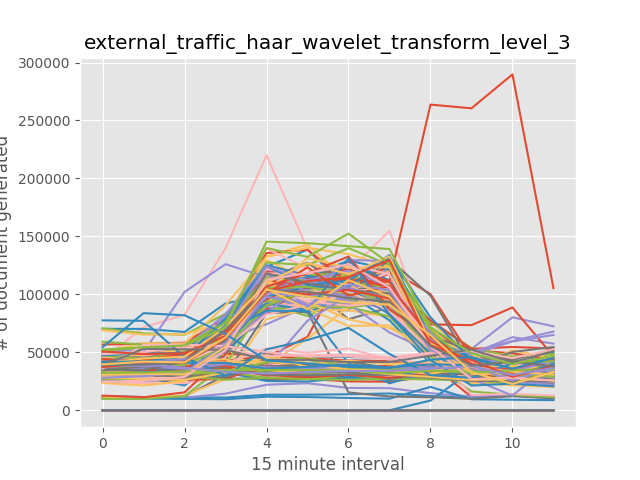 external_traffic_haar_wavelet_transform_level_3
300000
250000
200000
150000
100000
50000
0
# of document generated
0 2 4 6 8 10
15 minute interval